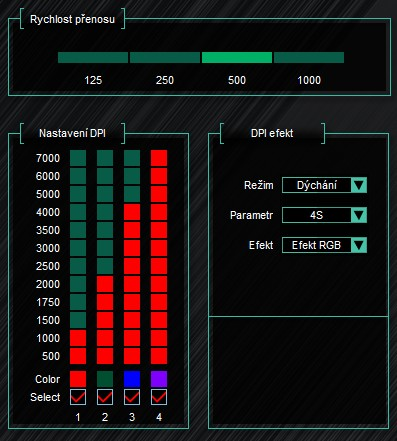 Rychlost přenosu
125 250 500 1000
Nastavení DPI
7000
6000
5000
4000
3500
3000
2500
2000
1750
1500
1000
500
Color
Select
1 2 3 4
DPI efekt
Režim Dýchání
Parametr 4S
Efekt Efekt RGB